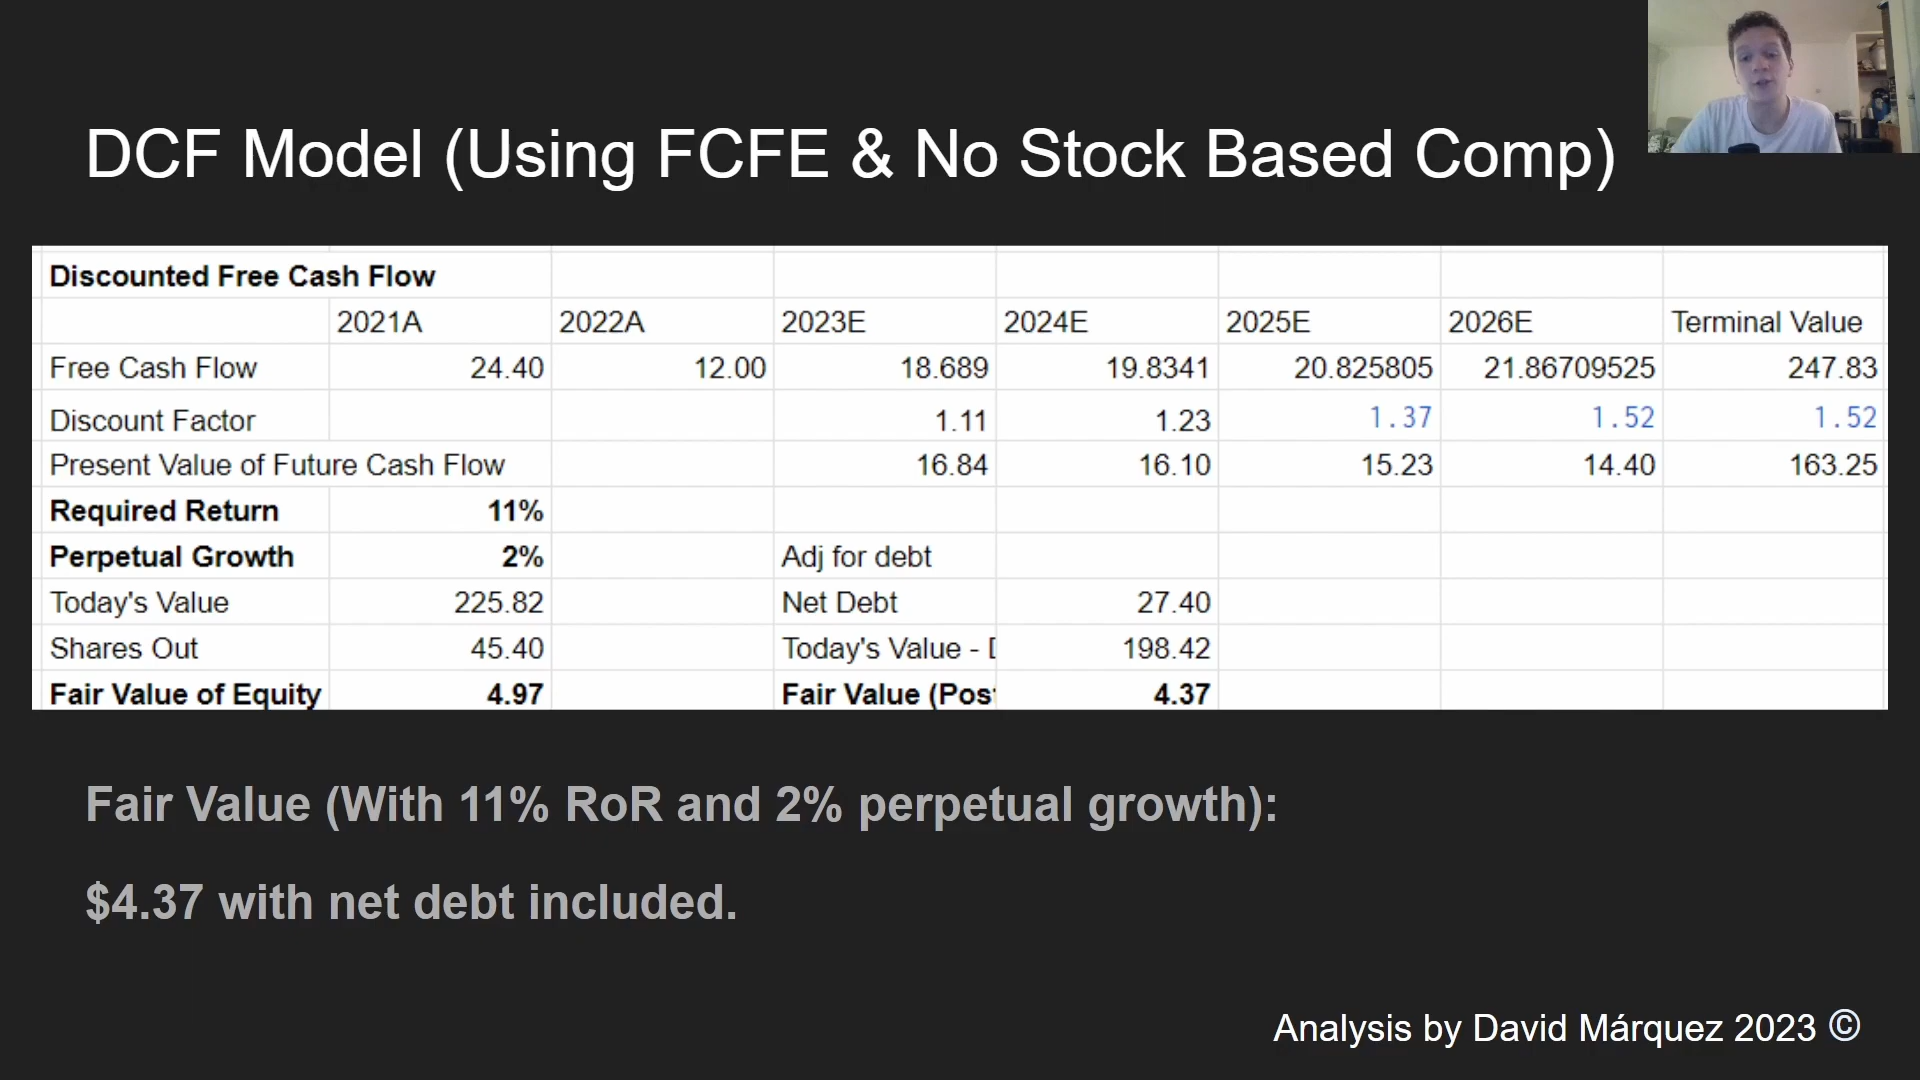 DCF Model (Using FCFE & No Stock Based Comp)
Discounted Free Cash Flow
2021A 2022A 2023E 2024E 2025E 2026E Terminal Value
Free Cash Flow 24.40 12.00 18.689 19.8341 20.825805 21.86709525 247.83
Discount Factor 1.11 1.23 1.37 1.52 1.52
Present Value of Future Cash Flow 16.84 16.10 15.23 14.40 163.25
Required Return 11%
Perpetual Growth 2% Adj for debt
Today's Value 225.82 Net Debt 27.40
Shares Out 45.40 Today's Value - 198.42
Fair Value of Equity 4.97 Fair Value (Pos 4.37
Fair Value (With 11% RoR and 2% perpetual growth):
$4.37 with net debt included.
Analysis by David Márquez 2023 ©